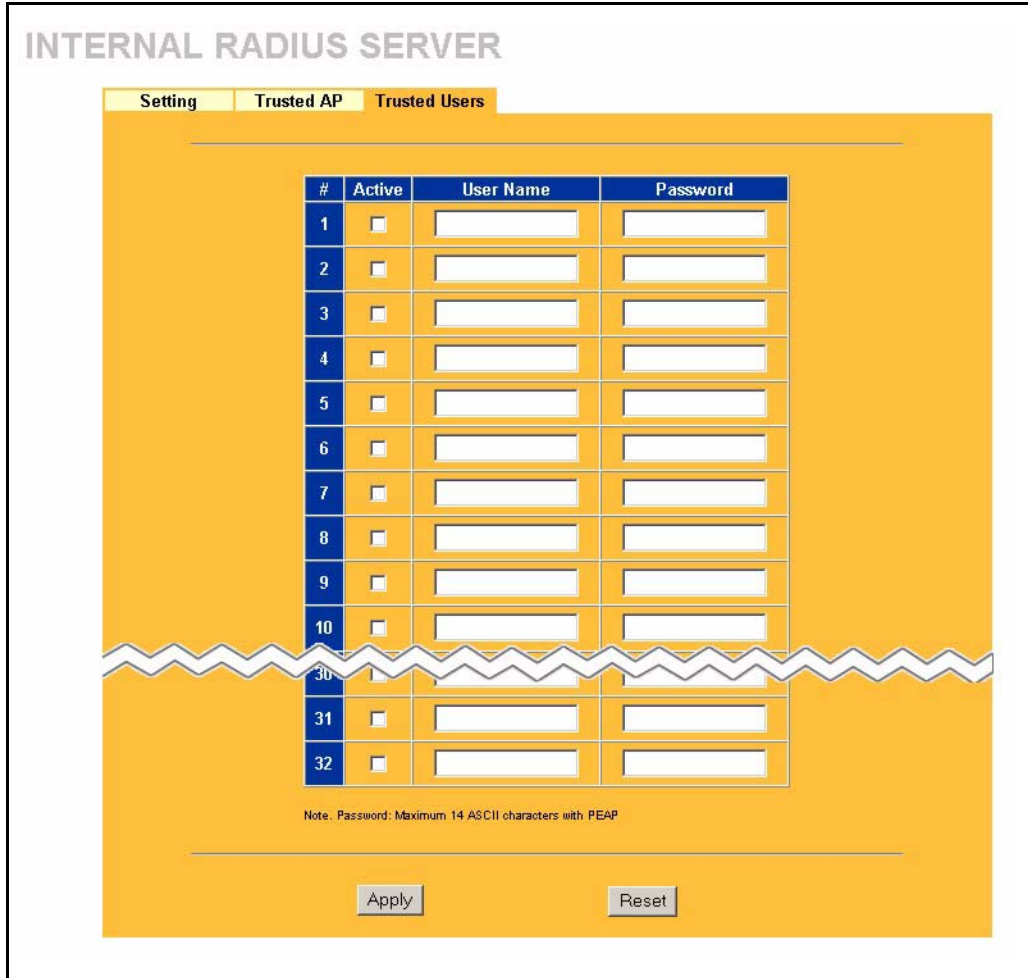 INTERNAL RADIUS SERVER
Setting Trusted AP Trusted Users
# Active User Name Password
1
2
3
4
5
6
7
8
9
10
30
31
32
Note. Password: Maximum 14 ASCII characters with PEAP
Apply Reset